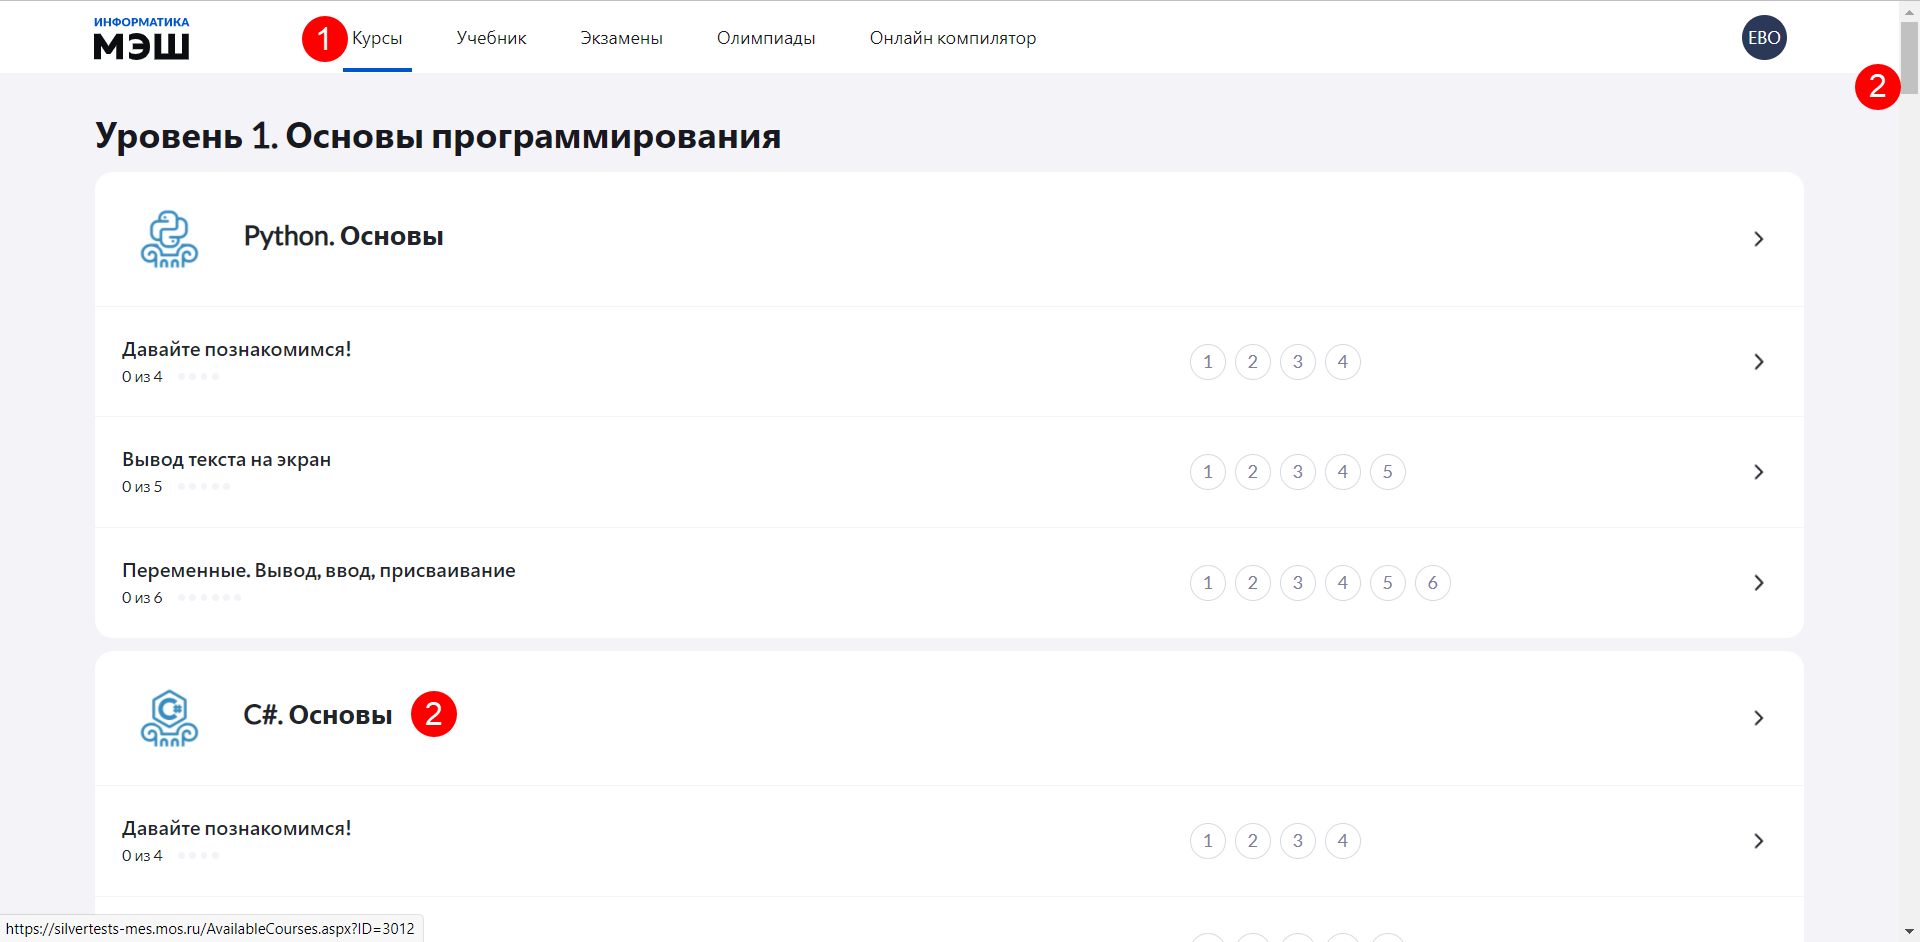 ИНФОРМАТИКА
МЭШ
1 Курсы Учебник Экзамены Олимпиады Онлайн компилятор ЕВО
2
Уровень 1. Основы программирования
Python. Основы
Давайте познакомимся!
0 из 4
1 2 3 4
Вывод текста на экран
0 из 5
1 2 3 4 5
Переменные. Вывод, ввод, присваивание
0 из 6
1 2 3 4 5 6
C#. Основы 2
Давайте познакомимся!
0 из 4
1 2 3 4
https://silvertests-mes.mos.ru/AvailableCourses.aspx?ID=3012